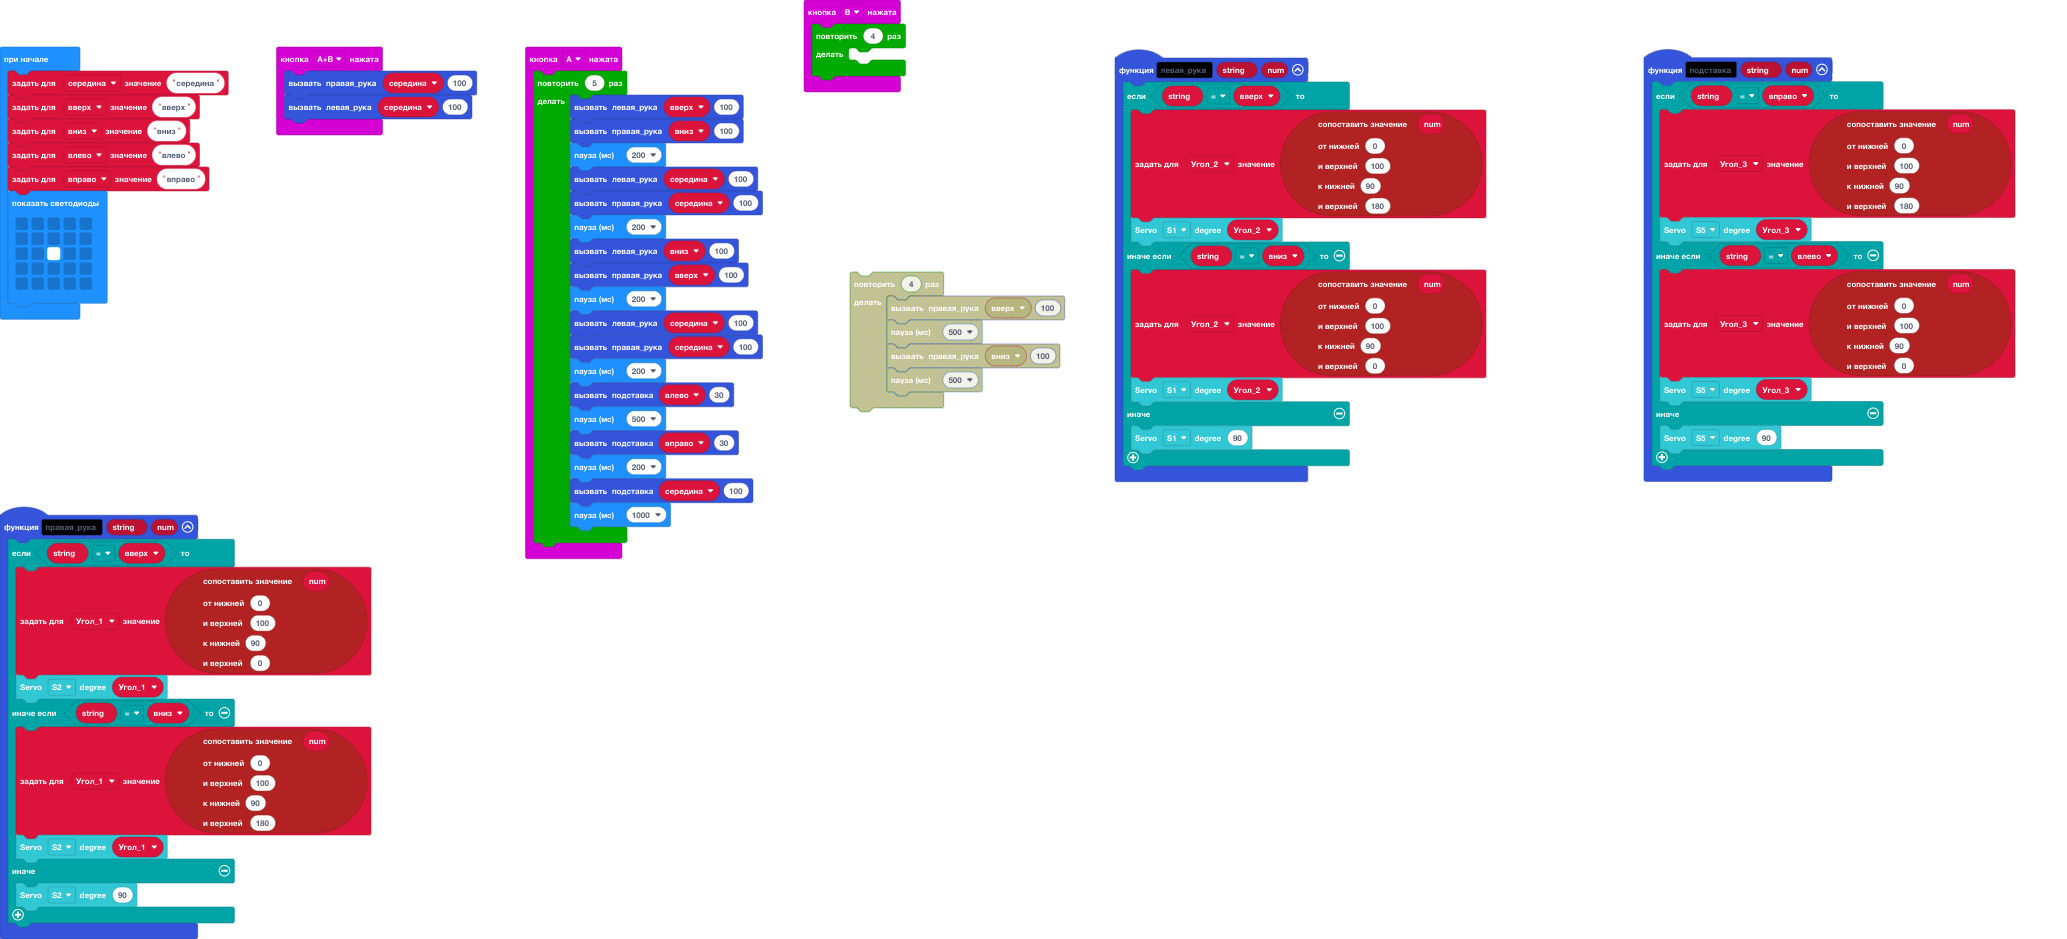 при начале
задать для середина значение "середина"
задать для вверх значение "вверх"
задать для вниз значение "вниз"
задать для влево значение "влево"
задать для вправо значение "вправо"
показать светодиоды
кнопка A+B нажата
вызвать правая_рука середина 100
вызвать левая_рука середина 100
кнопка A нажата
повторить 5 раз
делать
вызвать левая_рука вверх 100
вызвать правая_рука вниз 100
пауза (мс) 200
вызвать левая_рука середина 100
вызвать правая_рука середина 100
пауза (мс) 200
вызвать левая_рука вниз 100
вызвать правая_рука вверх 100
пауза (мс) 200
вызвать левая_рука середина 100
вызвать правая_рука середина 100
пауза (мс) 200
вызвать подставка влево 30
пауза (мс) 500
вызвать подставка вправо 30
пауза (мс) 200
вызвать подставка середина 100
пауза (мс) 1000
кнопка B нажата
повторить 4 раз
делать
повторить 4 раз
делать
вызвать правая_рука вверх 100
пауза (мс) 500
вызвать правая_рука вниз 100
пауза (мс) 500
функция левая_рука string num
если string = вверх то
задать для Угол_2 значение
сопоставить значение num
от нижней 0
и верхней 100
к нижней 90
и верхней 180
Servo S1 degree Угол_2
иначе если string = вниз то
задать для Угол_2 значение
сопоставить значение num
от нижней 0
и верхней 100
к нижней 90
и верхней 0
Servo S1 degree Угол_2
иначе
Servo S1 degree 90
функция подставка string num
если string = вправо то
задать для Угол_3 значение
сопоставить значение num
от нижней 0
и верхней 100
к нижней 90
и верхней 180
Servo S5 degree Угол_3
иначе если string = влево то
задать для Угол_3 значение
сопоставить значение num
от нижней 0
и верхней 100
к нижней 90
и верхней 0
Servo S5 degree Угол_3
иначе
Servo S5 degree 90
функция правая_рука string num
если string = вверх то
задать для Угол_1 значение
сопоставить значение num
от нижней 0
и верхней 100
к нижней 90
и верхней 0
Servo S2 degree Угол_1
иначе если string = вниз то
задать для Угол_1 значение
сопоставить значение num
от нижней 0
и верхней 100
к нижней 90
и верхней 180
Servo S2 degree Угол_1
иначе
Servo S2 degree 90